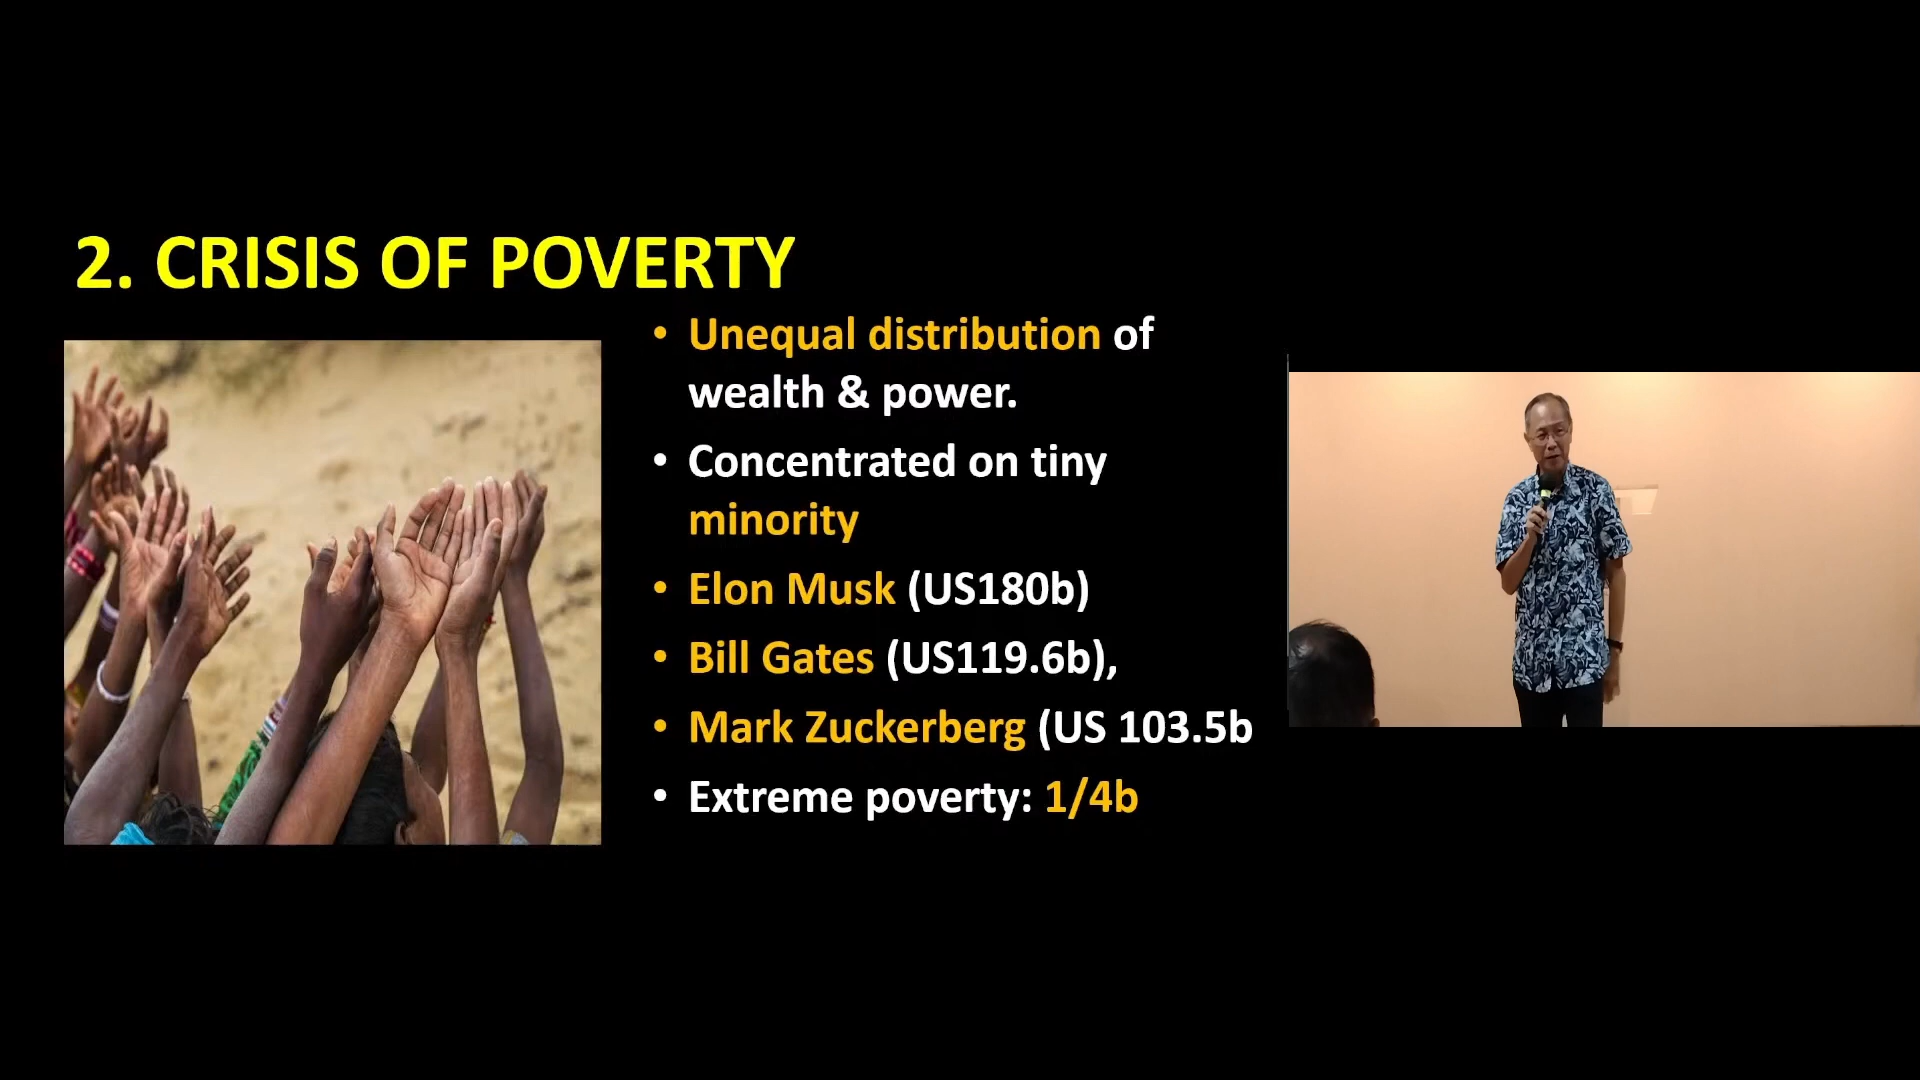 2. CRISIS OF POVERTY
• Unequal distribution of
wealth & power.
• Concentrated on tiny
minority
• Elon Musk (US180b)
• Bill Gates (US119.6b),
• Mark Zuckerberg (US 103.5b
• Extreme poverty: 1/4b